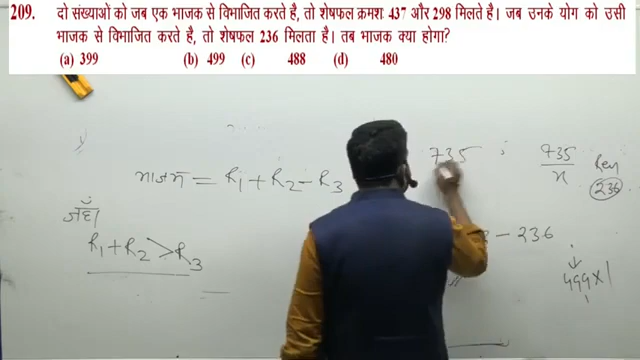 209. दो संख्याओं को जब एक भाजक से विभाजित करते है, तो शेषफल क्रमशः 437 और 298 मिलते है। जब उनके योग को उसी
भाजक से विभाजित करते है, तो शेषफल 236 मिलता है। तब भाजक क्या होगा?
(a) 399 (b) 499 (c) 488 (d) 480
735
735
x
Rem
236
भाजक = R1 + R2 - R3
जहाँ
R1 + R2 > R3
- 236
499 × 1